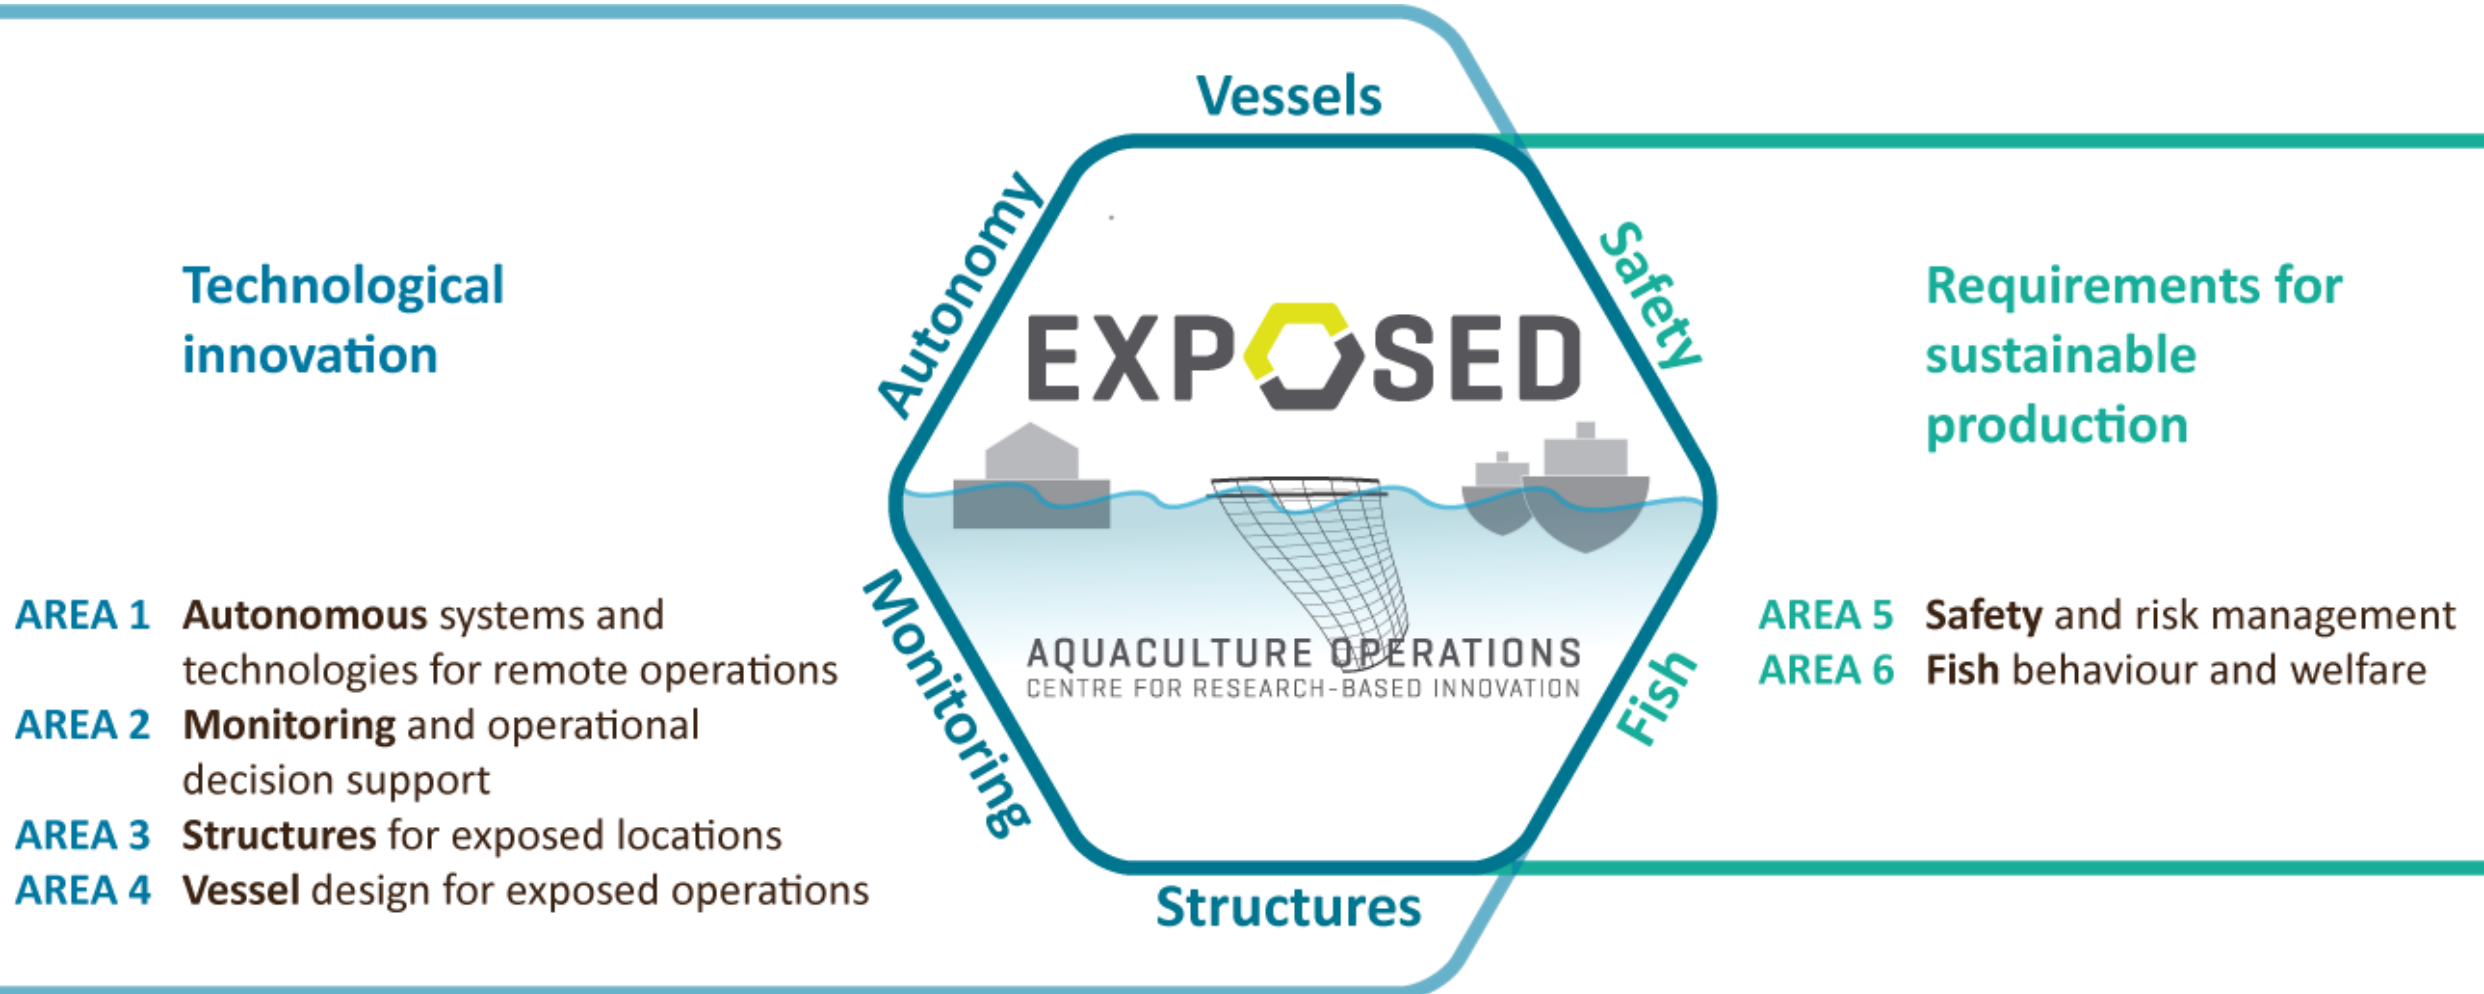 Technological
innovation
AREA 1 Autonomous systems and
technologies for remote operations
AREA 2 Monitoring and operational
decision support
AREA 3 Structures for exposed locations
AREA 4 Vessel design for exposed operations
Vessels
Autonomy
Safety
EXPOSED
AQUACULTURE OPERATIONS
CENTRE FOR RESEARCH-BASED INNOVATION
Monitoring
Fish
Structures
Requirements for
sustainable
production
AREA 5 Safety and risk management
AREA 6 Fish behaviour and welfare